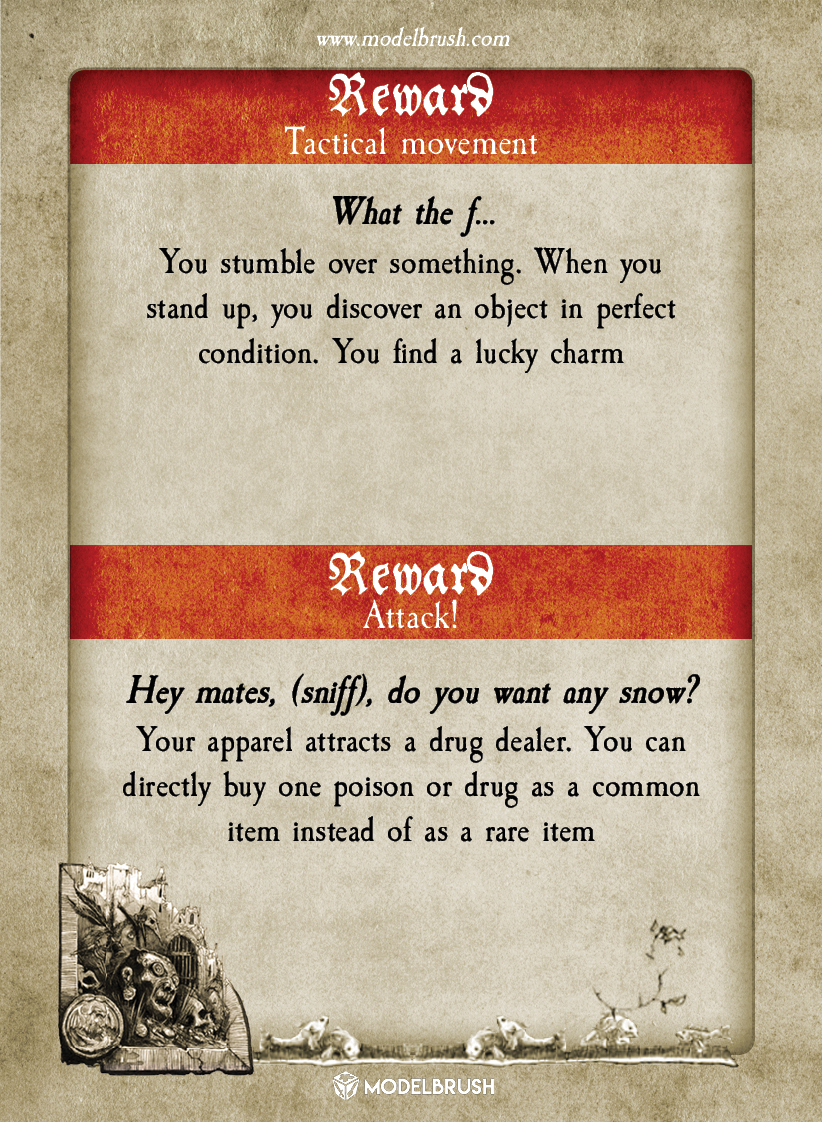 www.modelbrush.com
Reward
Tactical movement
What the f...
You stumble over something. When you
stand up, you discover an object in perfect
condition. You find a lucky charm
Reward
Attack!
Hey mates, (sniff), do you want any snow?
Your apparel attracts a drug dealer. You can
directly buy one poison or drug as a common
item instead of as a rare item
MODELBRUSH